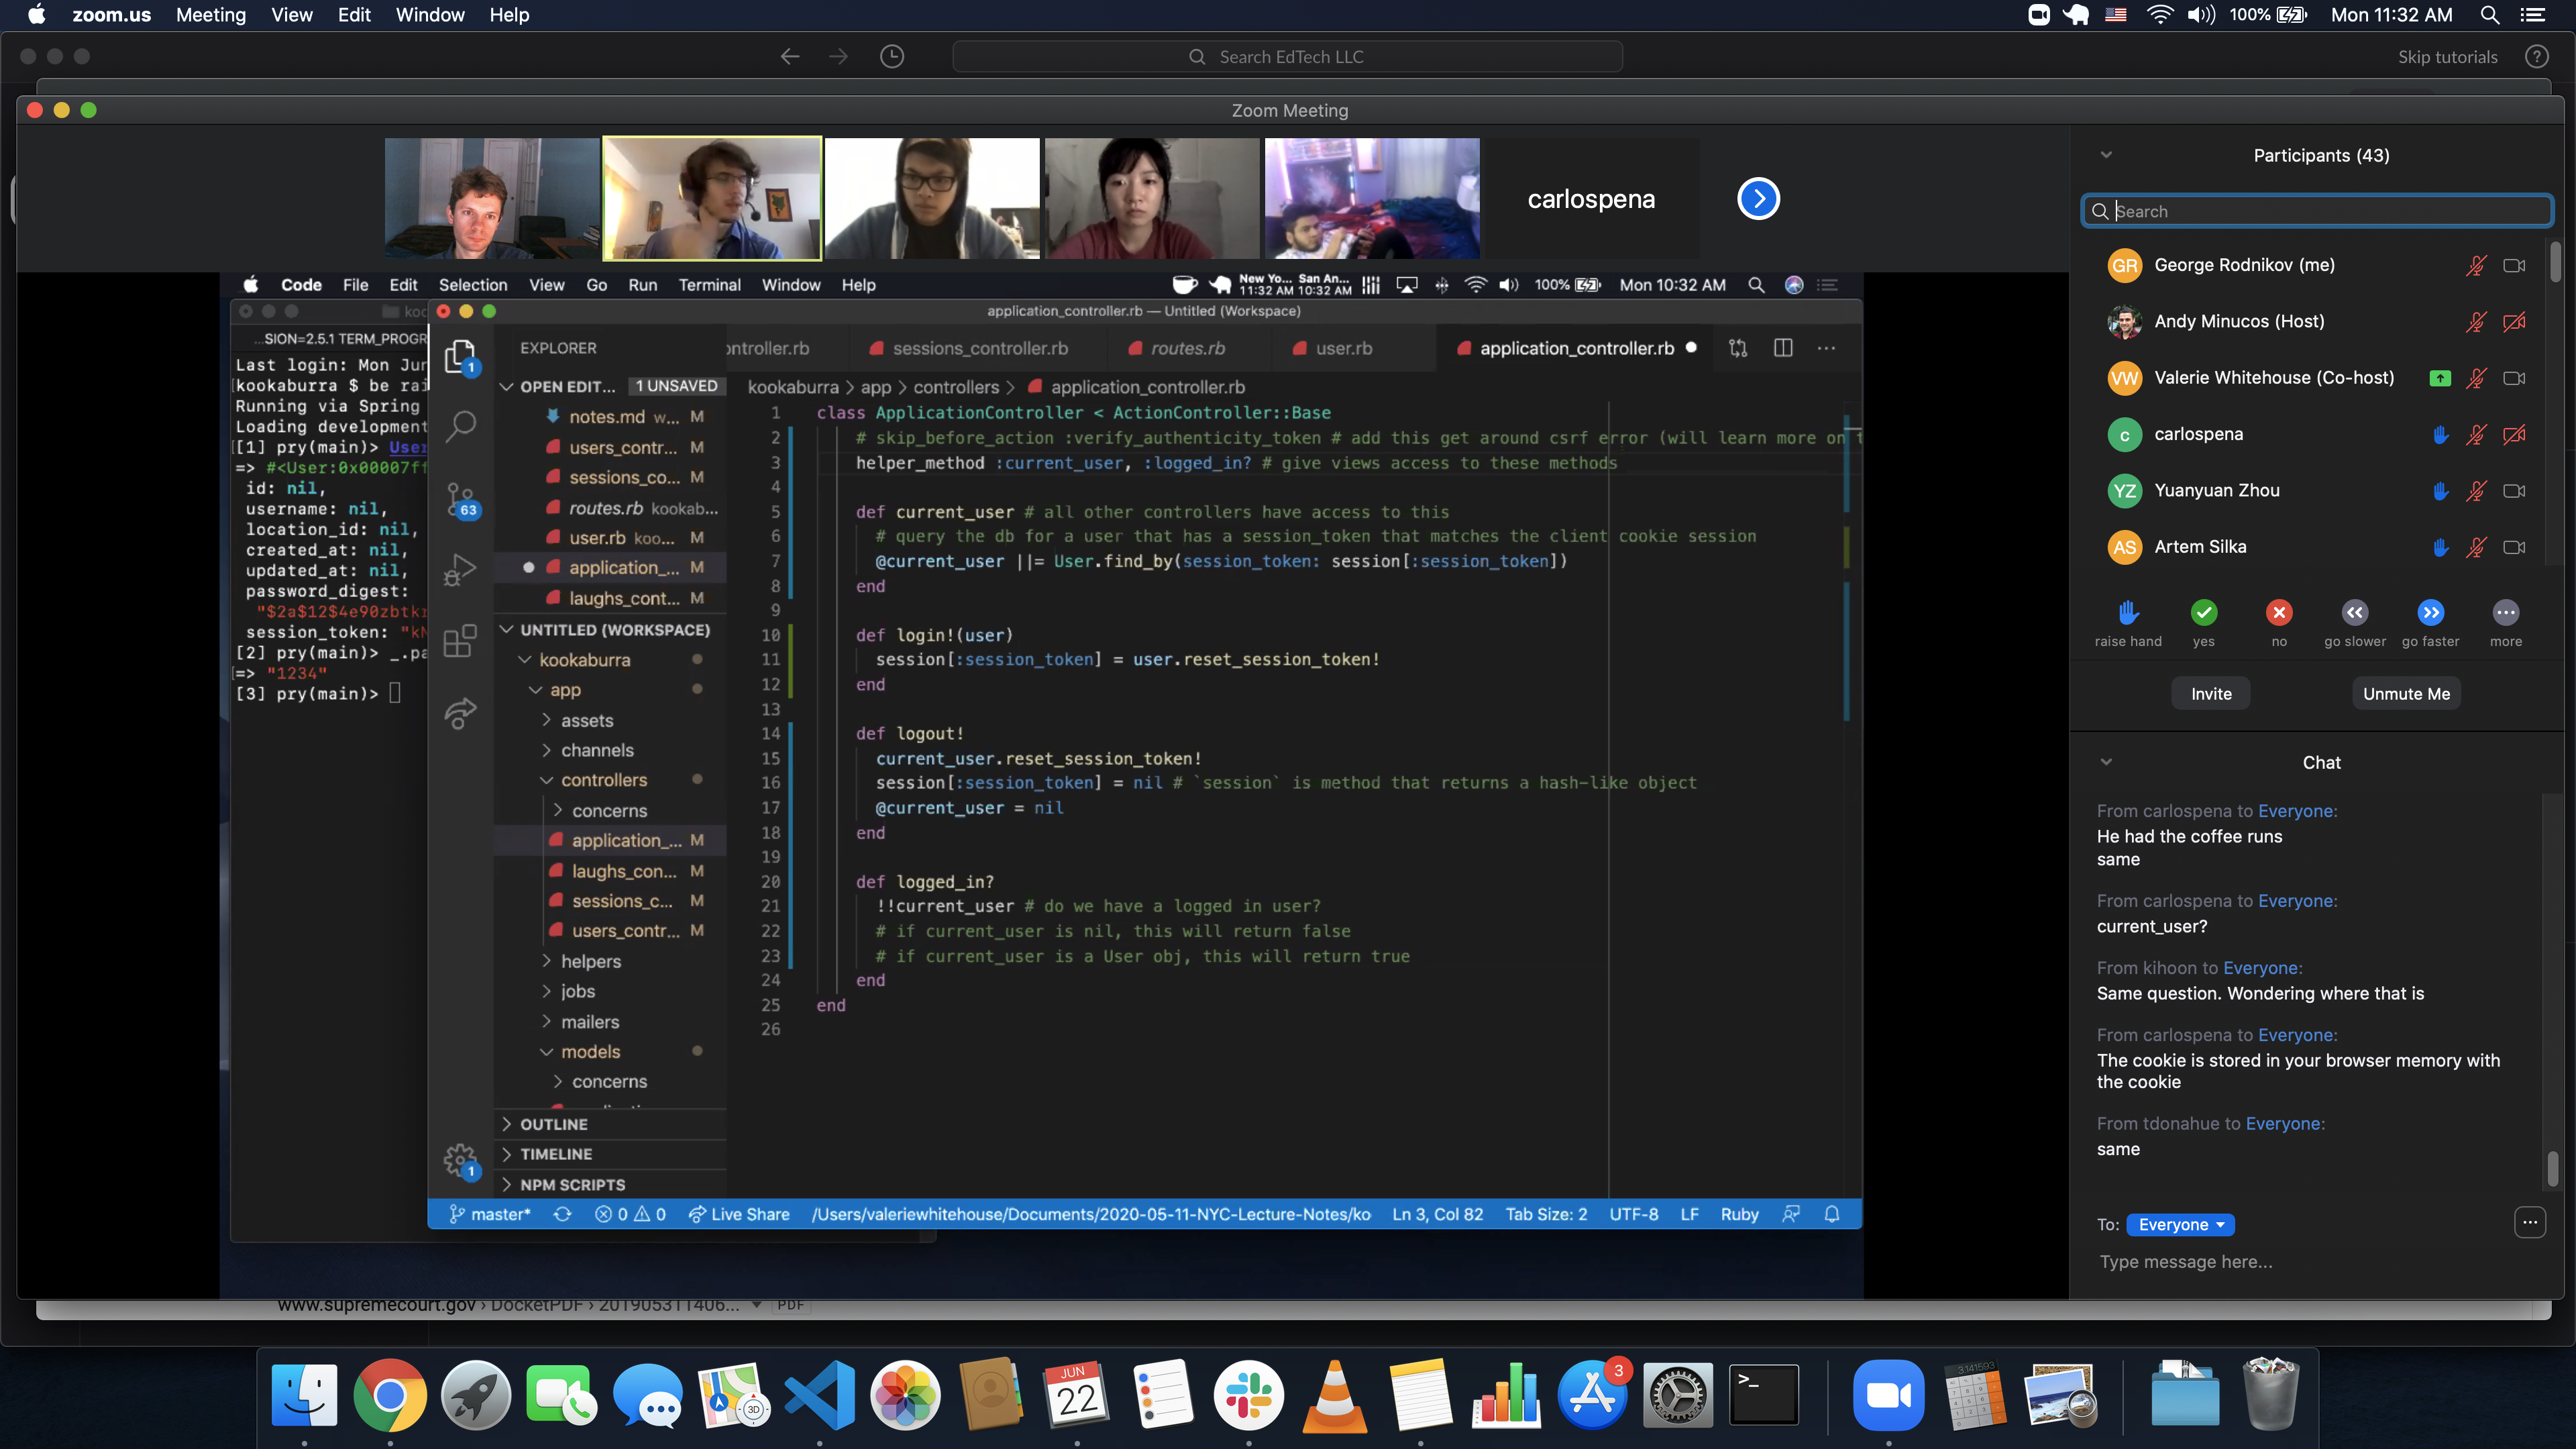 zoom.us Meeting View Edit Window Help
100% Mon 11:32 AM
Search EdTech LLC
Skip tutorials
Zoom Meeting
carlospena
Code File Edit Selection View Go Run Terminal Window Help
New Yo... San An...
11:32 AM 10:32 AM
100% Mon 10:32 AM
koo
...SION=2.5.1 TERM_PROGR
Last login: Mon Jun
[kookaburra $ be rai
Running via Spring
Loading development
[[1] pry(main)> User
=> #<User:0x00007ff
id: nil,
username: nil,
location_id: nil,
created_at: nil,
updated_at: nil,
password_digest:
"$2a$12$4e90zbtkr
session_token: "kN
[2] pry(main)> _.pa
[=> "1234"
[3] pry(main)>
application_controller.rb — Untitled (Workspace)
1
63
1
EXPLORER
OPEN EDIT... 1 UNSAVED
notes.md w... M
users_contr... M
sessions_co... M
routes.rb kookab...
user.rb koo... M
application_... M
laughs_cont... M
UNTITLED (WORKSPACE)
kookaburra
app
assets
channels
controllers
concerns
application_... M
laughs_con... M
sessions_c... M
users_contr... M
helpers
jobs
mailers
models
concerns
OUTLINE
TIMELINE
NPM SCRIPTS
ontroller.rb sessions_controller.rb routes.rb user.rb application_controller.rb
kookaburra > app > controllers > application_controller.rb
1 class ApplicationController < ActionController::Base
2 # skip_before_action :verify_authenticity_token # add this get around csrf error (will learn more on t
3 helper_method :current_user, :logged_in? # give views access to these methods
4
5 def current_user # all other controllers have access to this
6 # query the db for a user that has a session_token that matches the client cookie session
7 @current_user ||= User.find_by(session_token: session[:session_token])
8 end
9
10 def login!(user)
11 session[:session_token] = user.reset_session_token!
12 end
13
14 def logout!
15 current_user.reset_session_token!
16 session[:session_token] = nil # `session` is method that returns a hash-like object
17 @current_user = nil
18 end
19
20 def logged_in?
21 !!current_user # do we have a logged in user?
22 # if current_user is nil, this will return false
23 # if current_user is a User obj, this will return true
24 end
25 end
26
master* 0 0 Live Share /Users/valeriewhitehouse/Documents/2020-05-11-NYC-Lecture-Notes/ko Ln 3, Col 82 Tab Size: 2 UTF-8 LF Ruby
Participants (43)
Search
GR George Rodnikov (me)
Andy Minucos (Host)
VW Valerie Whitehouse (Co-host)
c carlospena
YZ Yuanyuan Zhou
AS Artem Silka
raise hand yes no go slower go faster more
Invite Unmute Me
Chat
From carlospena to Everyone:
He had the coffee runs
same
From carlospena to Everyone:
current_user?
From kihoon to Everyone:
Same question. Wondering where that is
From carlospena to Everyone:
The cookie is stored in your browser memory with
the cookie
From tdonahue to Everyone:
same
To: Everyone
Type message here...
www.supremecourt.gov › DocketPDF › 201905311406... PDF
3D
JUN
22
3
>_
3.141593